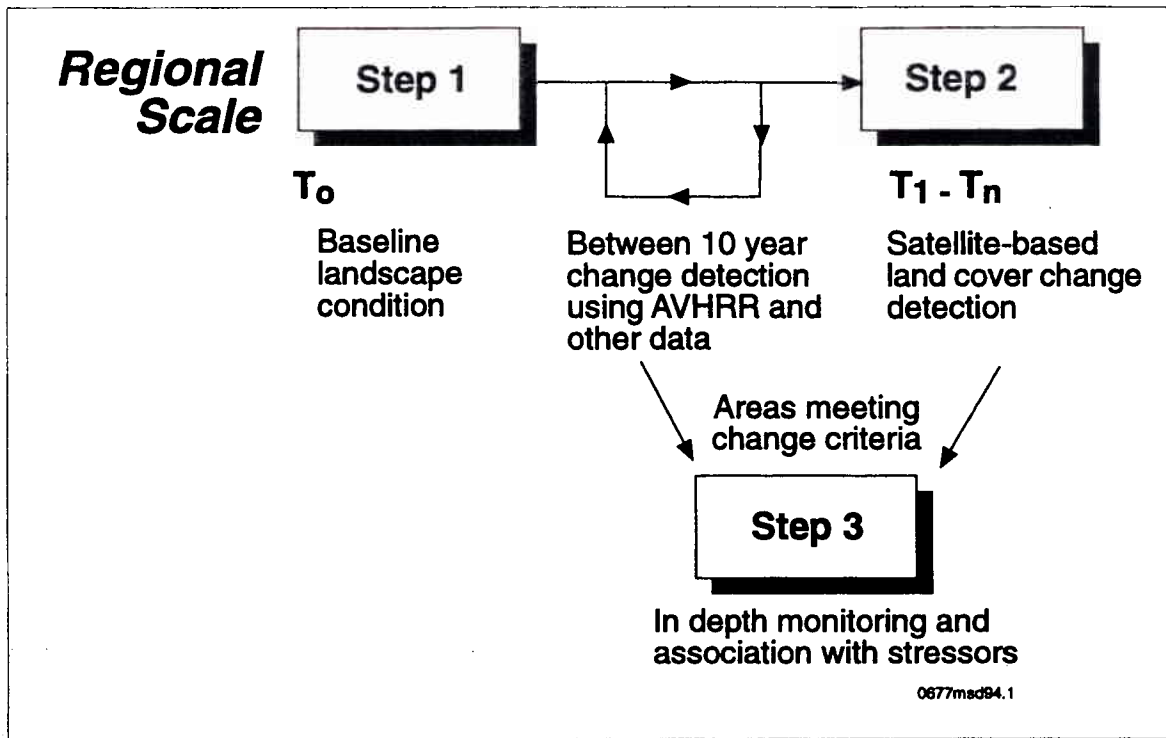 Regional
Scale
Step 1
Step 2
To
T1 - Tn
Baseline
landscape
condition
Between 10 year
change detection
using AVHRR and
other data
Satellite-based
land cover change
detection
Areas meeting
change criteria
Step 3
In depth monitoring and
association with stressors
0677msd94.1